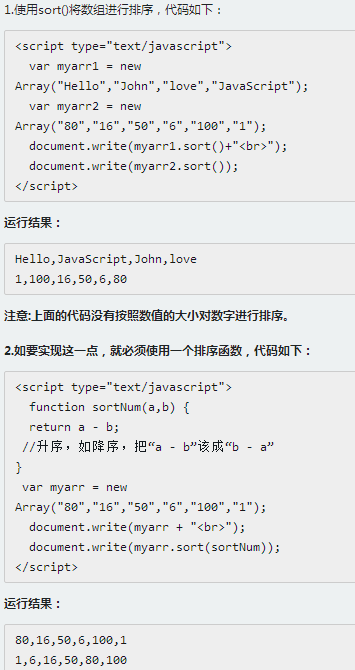 1.使用sort()将数组进行排序，代码如下：
<script type="text/javascript">
  var myarr1 = new
Array("Hello","John","love","JavaScript");
  var myarr2 = new
Array("80","16","50","6","100","1");
  document.write(myarr1.sort()+"<br>");
  document.write(myarr2.sort());
</script>
运行结果：
Hello,JavaScript,John,love
1,100,16,50,6,80
注意:上面的代码没有按照数值的大小对数字进行排序。
2.如要实现这一点，就必须使用一个排序函数，代码如下：
<script type="text/javascript">
  function sortNum(a,b) {
  return a - b;
 //升序，如降序，把“a - b”该成“b - a”
}
 var myarr = new
Array("80","16","50","6","100","1");
  document.write(myarr + "<br>");
  document.write(myarr.sort(sortNum));
</script>
运行结果：
80,16,50,6,100,1
1,6,16,50,80,100